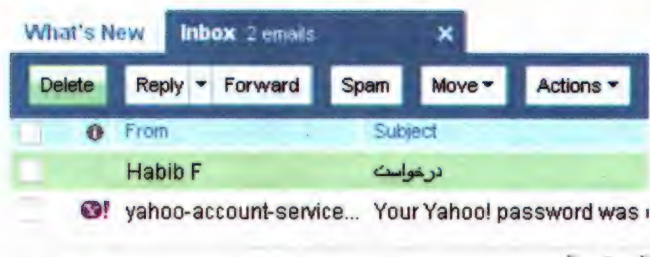 What's New Inbox 2 emails
Delete Reply Forward Spam Move Actions
From Subject
Habib F درخواست
yahoo-account-service... Your Yahoo! password was